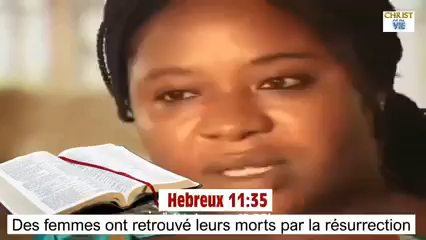 CHRIST
VIE
Hebreux 11:35
Des femmes ont retrouvé leurs morts par la résurrection